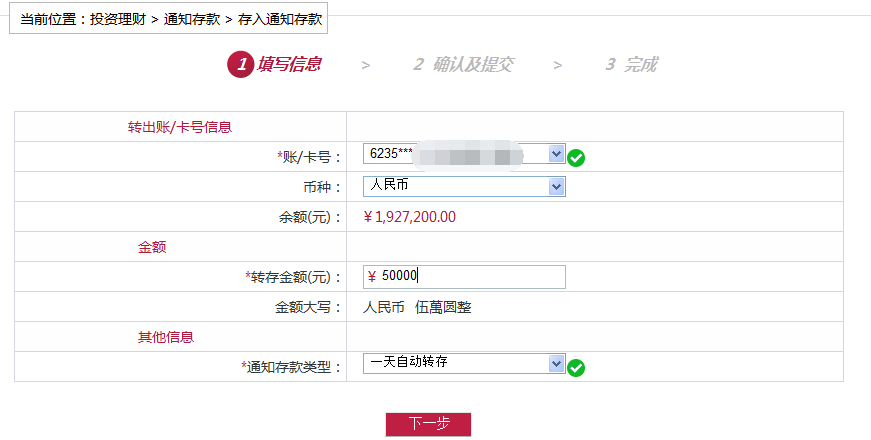 当前位置：投资理财 > 通知存款 > 存入通知存款
1 填写信息 > 2 确认及提交 > 3 完成
转出账/卡号信息
*账/卡号： 6235***
币种： 人民币
余额(元)： ￥1,927,200.00
金额
*转存金额(元)： ￥ 50000
金额大写： 人民币 伍萬圆整
其他信息
*通知存款类型： 一天自动转存
下一步